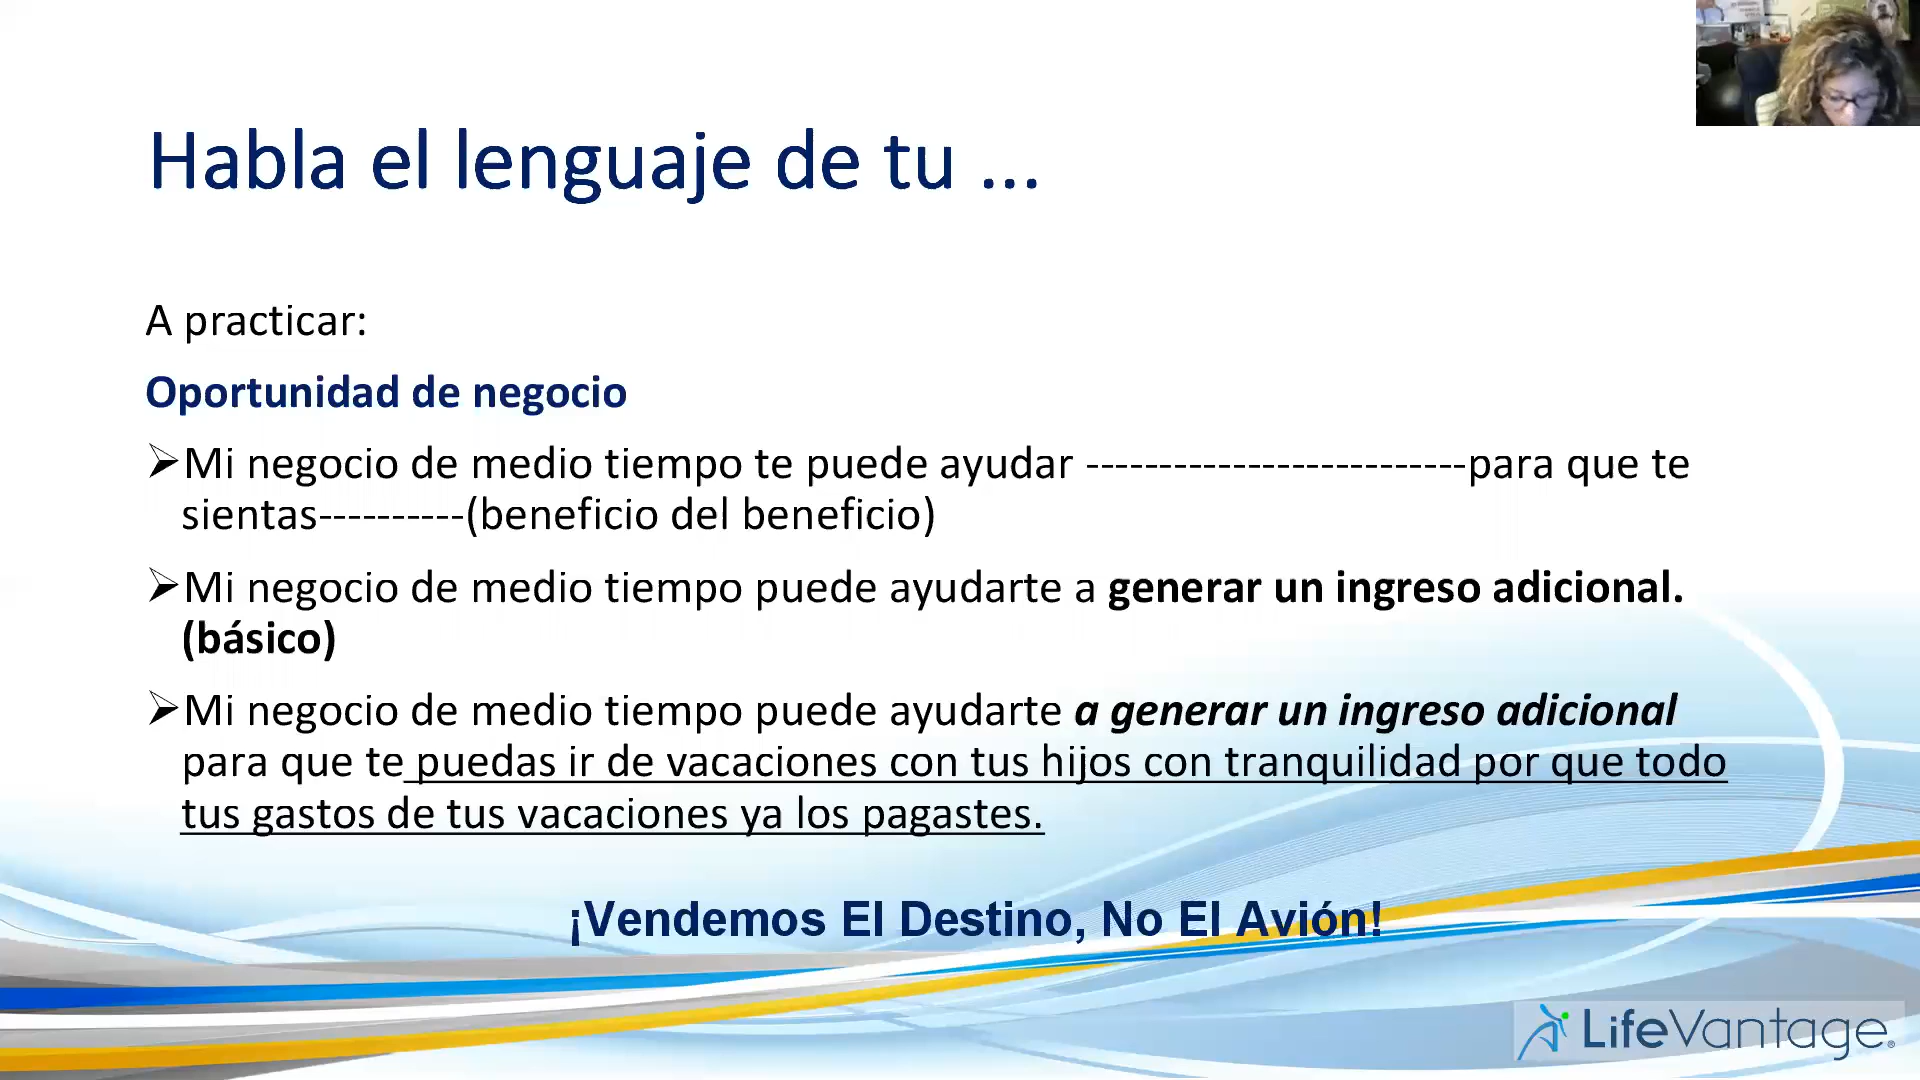 Habla el lenguaje de tu ...
A practicar:
Oportunidad de negocio
➢Mi negocio de medio tiempo te puede ayudar --------------------------para que te
sientas----------(beneficio del beneficio)
➢Mi negocio de medio tiempo puede ayudarte a generar un ingreso adicional.
(básico)
➢Mi negocio de medio tiempo puede ayudarte a generar un ingreso adicional
para que te puedas ir de vacaciones con tus hijos con tranquilidad por que todo
tus gastos de tus vacaciones ya los pagastes.
¡Vendemos El Destino, No El Avión!
LifeVantage®